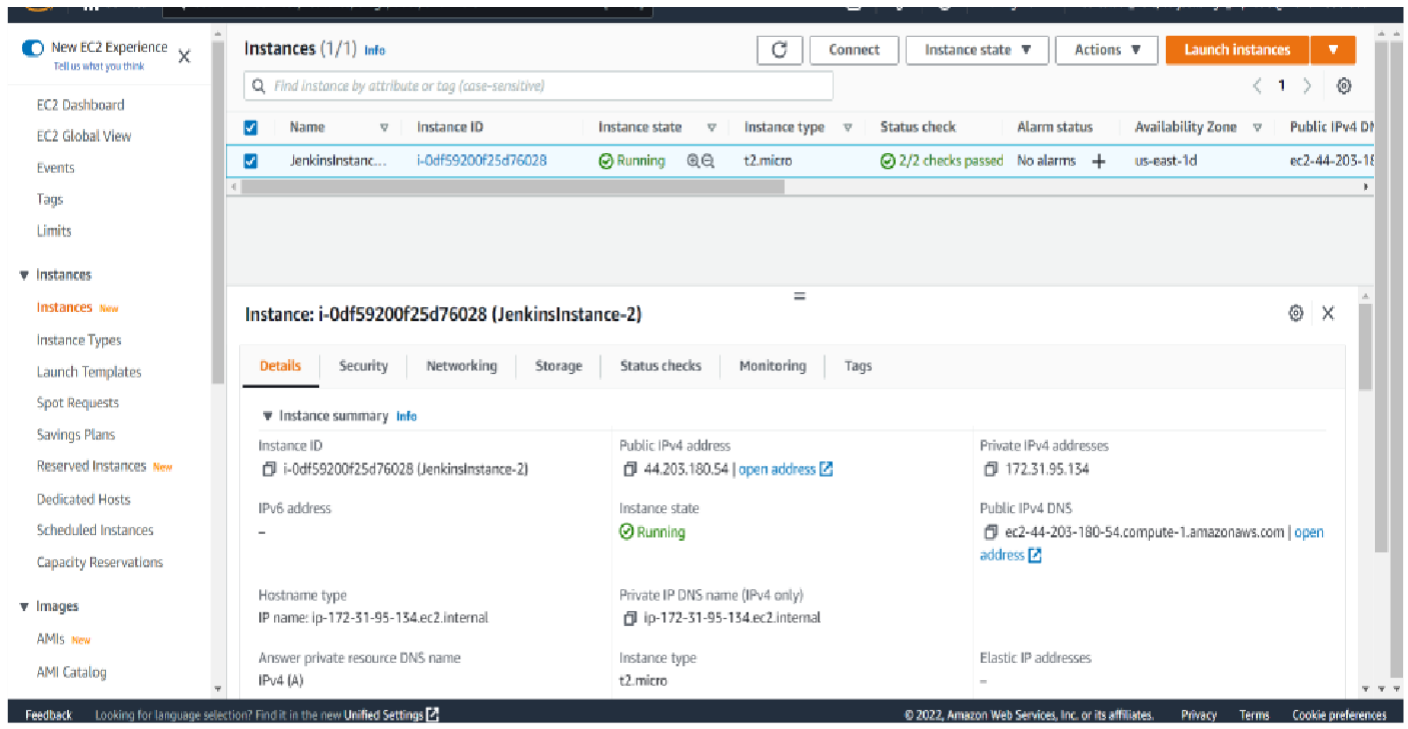 New EC2 Experience
Tell us what you think
EC2 Dashboard
EC2 Global View
Events
Tags
Limits
Instances
Instances New
Instance Types
Launch Templates
Spot Requests
Savings Plans
Reserved Instances New
Dedicated Hosts
Scheduled Instances
Capacity Reservations
Images
AMIs New
AMI Catalog
Instances (1/1) Info
Connect
Instance state
Actions
Launch instances
Find instance by attribute or tag (case-sensitive)
1
Name Instance ID Instance state Instance type Status check Alarm status Availability Zone Public IPv4
JenkinsInstanc... i-0df59200f25d76028 Running t2.micro 2/2 checks passed No alarms + us-east-1d ec2-44-203-18
Instance: i-0df59200f25d76028 (JenkinsInstance-2)
Details Security Networking Storage Status checks Monitoring Tags
Instance summary Info
Instance ID
i-0df59200f25d76028 (JenkinsInstance-2)
Public IPv4 address
44.203.180.54 | open address
Private IPv4 addresses
172.31.95.134
IPv6 address
–
Instance state
Running
Public IPv4 DNS
ec2-44-203-180-54.compute-1.amazonaws.com | open
address
Hostname type
IP name: ip-172-31-95-134.ec2.internal
Private IP DNS name (IPv4 only)
ip-172-31-95-134.ec2.internal
Answer private resource DNS name
IPv4 (A)
Instance type
t2.micro
Elastic IP addresses
–
Feedback Looking for language selection? Find it in the new Unified Settings
© 2022, Amazon Web Services, Inc. or its affiliates. Privacy Terms Cookie preferences